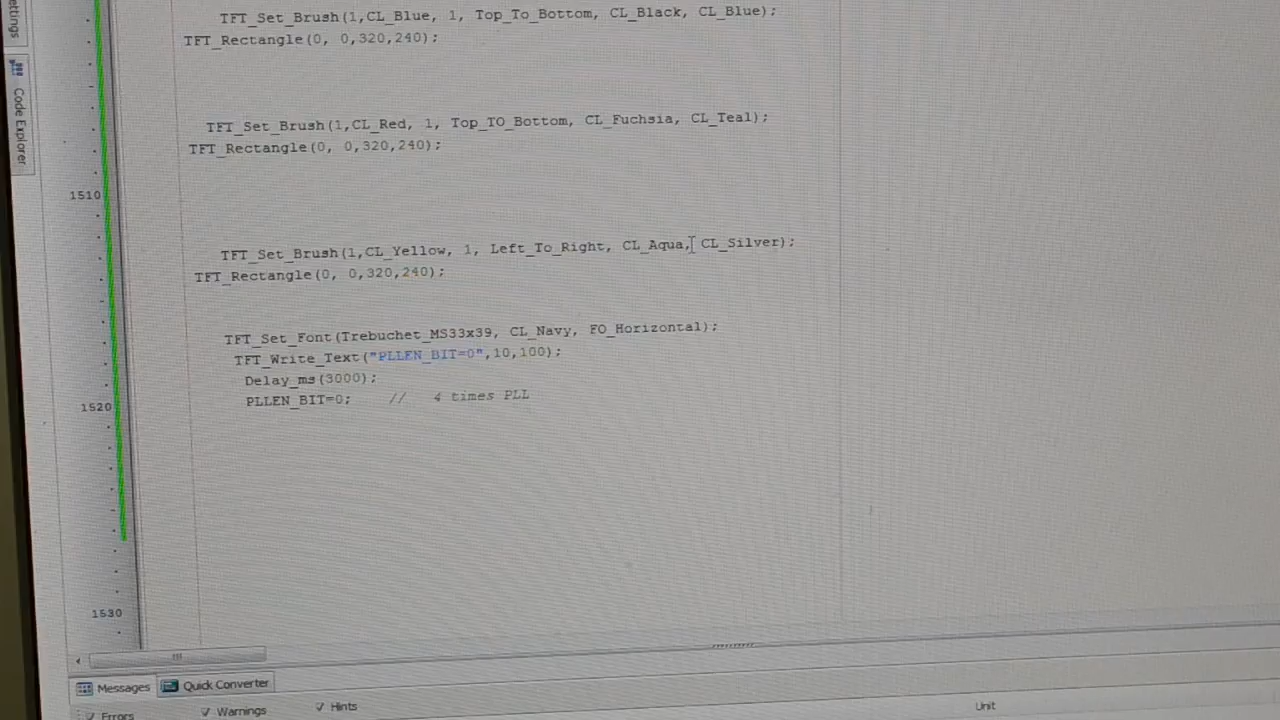 ettings
Code Explorer
TFT_Set_Brush(1,CL_Blue, 1, Top_To_Bottom, CL_Black, CL_Blue);
TFT_Rectangle(0, 0,320,240);
TFT_Set_Brush(1,CL_Red, 1, Top_TO_Bottom, CL_Fuchsia, CL_Teal);
TFT_Rectangle(0, 0,320,240);
1510
TFT_Set_Brush(1,CL_Yellow, 1, Left_To_Right, CL_Aqua, CL_Silver);
TFT_Rectangle(0, 0,320,240);
TFT_Set_Font(Trebuchet_MS33x39, CL_Navy, FO_Horizontal);
TFT_Write_Text("PLLEN_BIT=0",10,100);
Delay_ms(3000);
1520 PLLEN_BIT=0; // 4 times PLL
1530
Messages Quick Converter
Errors Warnings Hints Unit